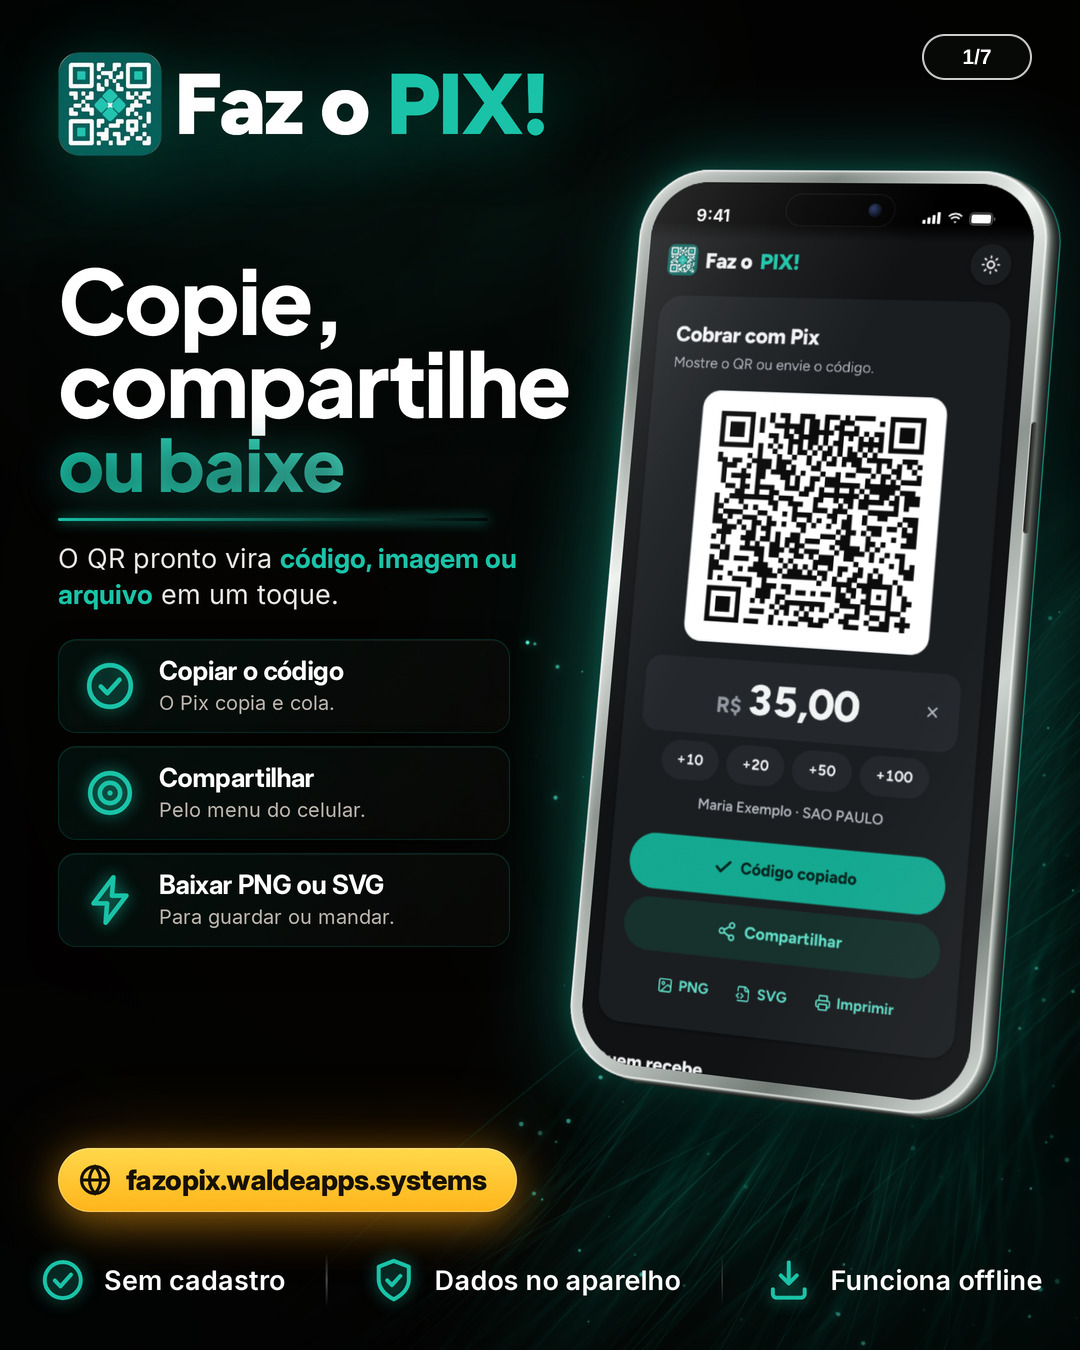 Faz o PIX!
1/7
Copie,
compartilhe
ou baixe
O QR pronto vira código, imagem ou
arquivo em um toque.
Copiar o código
O Pix copia e cola.
Compartilhar
Pelo menu do celular.
Baixar PNG ou SVG
Para guardar ou mandar.
9:41
Faz o PIX!
Cobrar com Pix
Mostre o QR ou envie o código.
R$ 35,00 ×
+10 +20 +50 +100
Maria Exemplo · SAO PAULO
Código copiado
Compartilhar
PNG SVG Imprimir
uem recebe
fazopix.waldeapps.systems
Sem cadastro Dados no aparelho Funciona offline